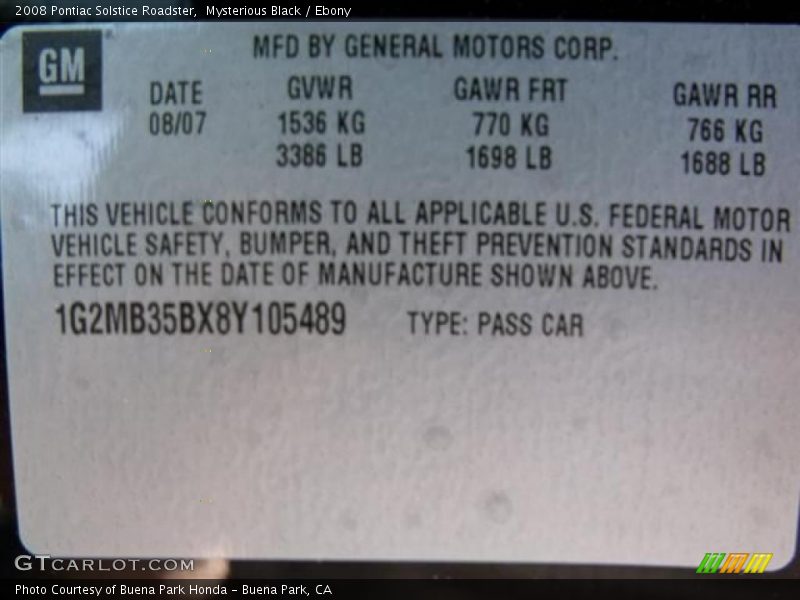 2008 Pontiac Solstice Roadster, Mysterious Black / Ebony
GM
MFD BY GENERAL MOTORS CORP.
DATE GVWR GAWR FRT GAWR RR
08/07 1536 KG 770 KG 766 KG
3386 LB 1698 LB 1688 LB
THIS VEHICLE CONFORMS TO ALL APPLICABLE U.S. FEDERAL MOTOR
VEHICLE SAFETY, BUMPER, AND THEFT PREVENTION STANDARDS IN
EFFECT ON THE DATE OF MANUFACTURE SHOWN ABOVE.
1G2MB35BX8Y105489 TYPE: PASS CAR
GTCARLOT.COM
Photo Courtesy of Buena Park Honda - Buena Park, CA